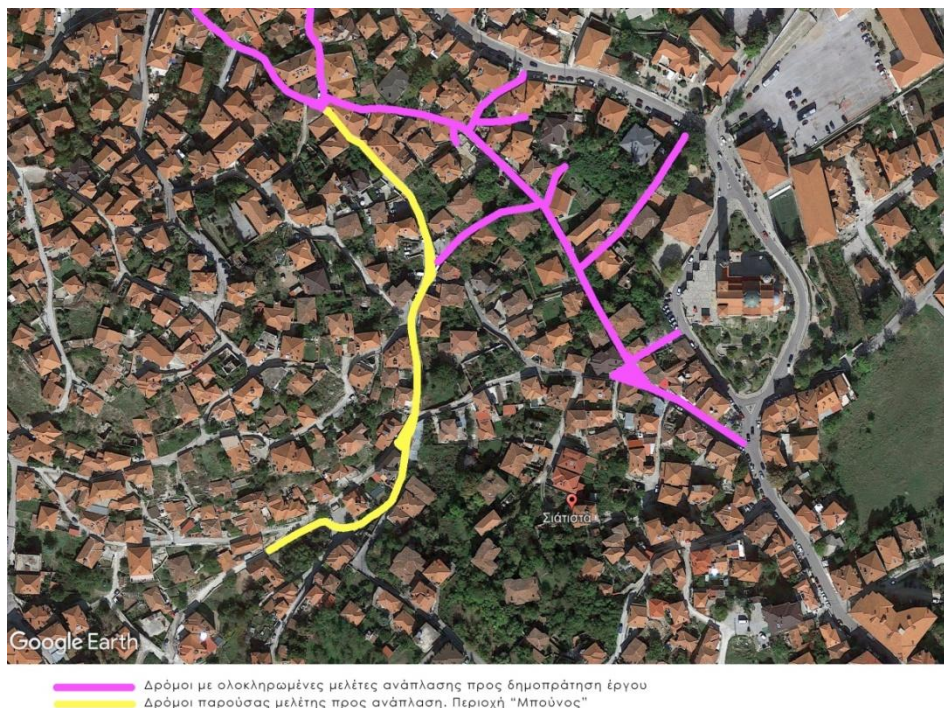 Σιάτιστα
Google Earth
Δρόμοι με ολοκληρωμένες μελέτες ανάπλασης προς δημοπράτηση έργου
Δρόμοι παρούσας μελέτης προς ανάπλαση. Περιοχή "Μπούνος"